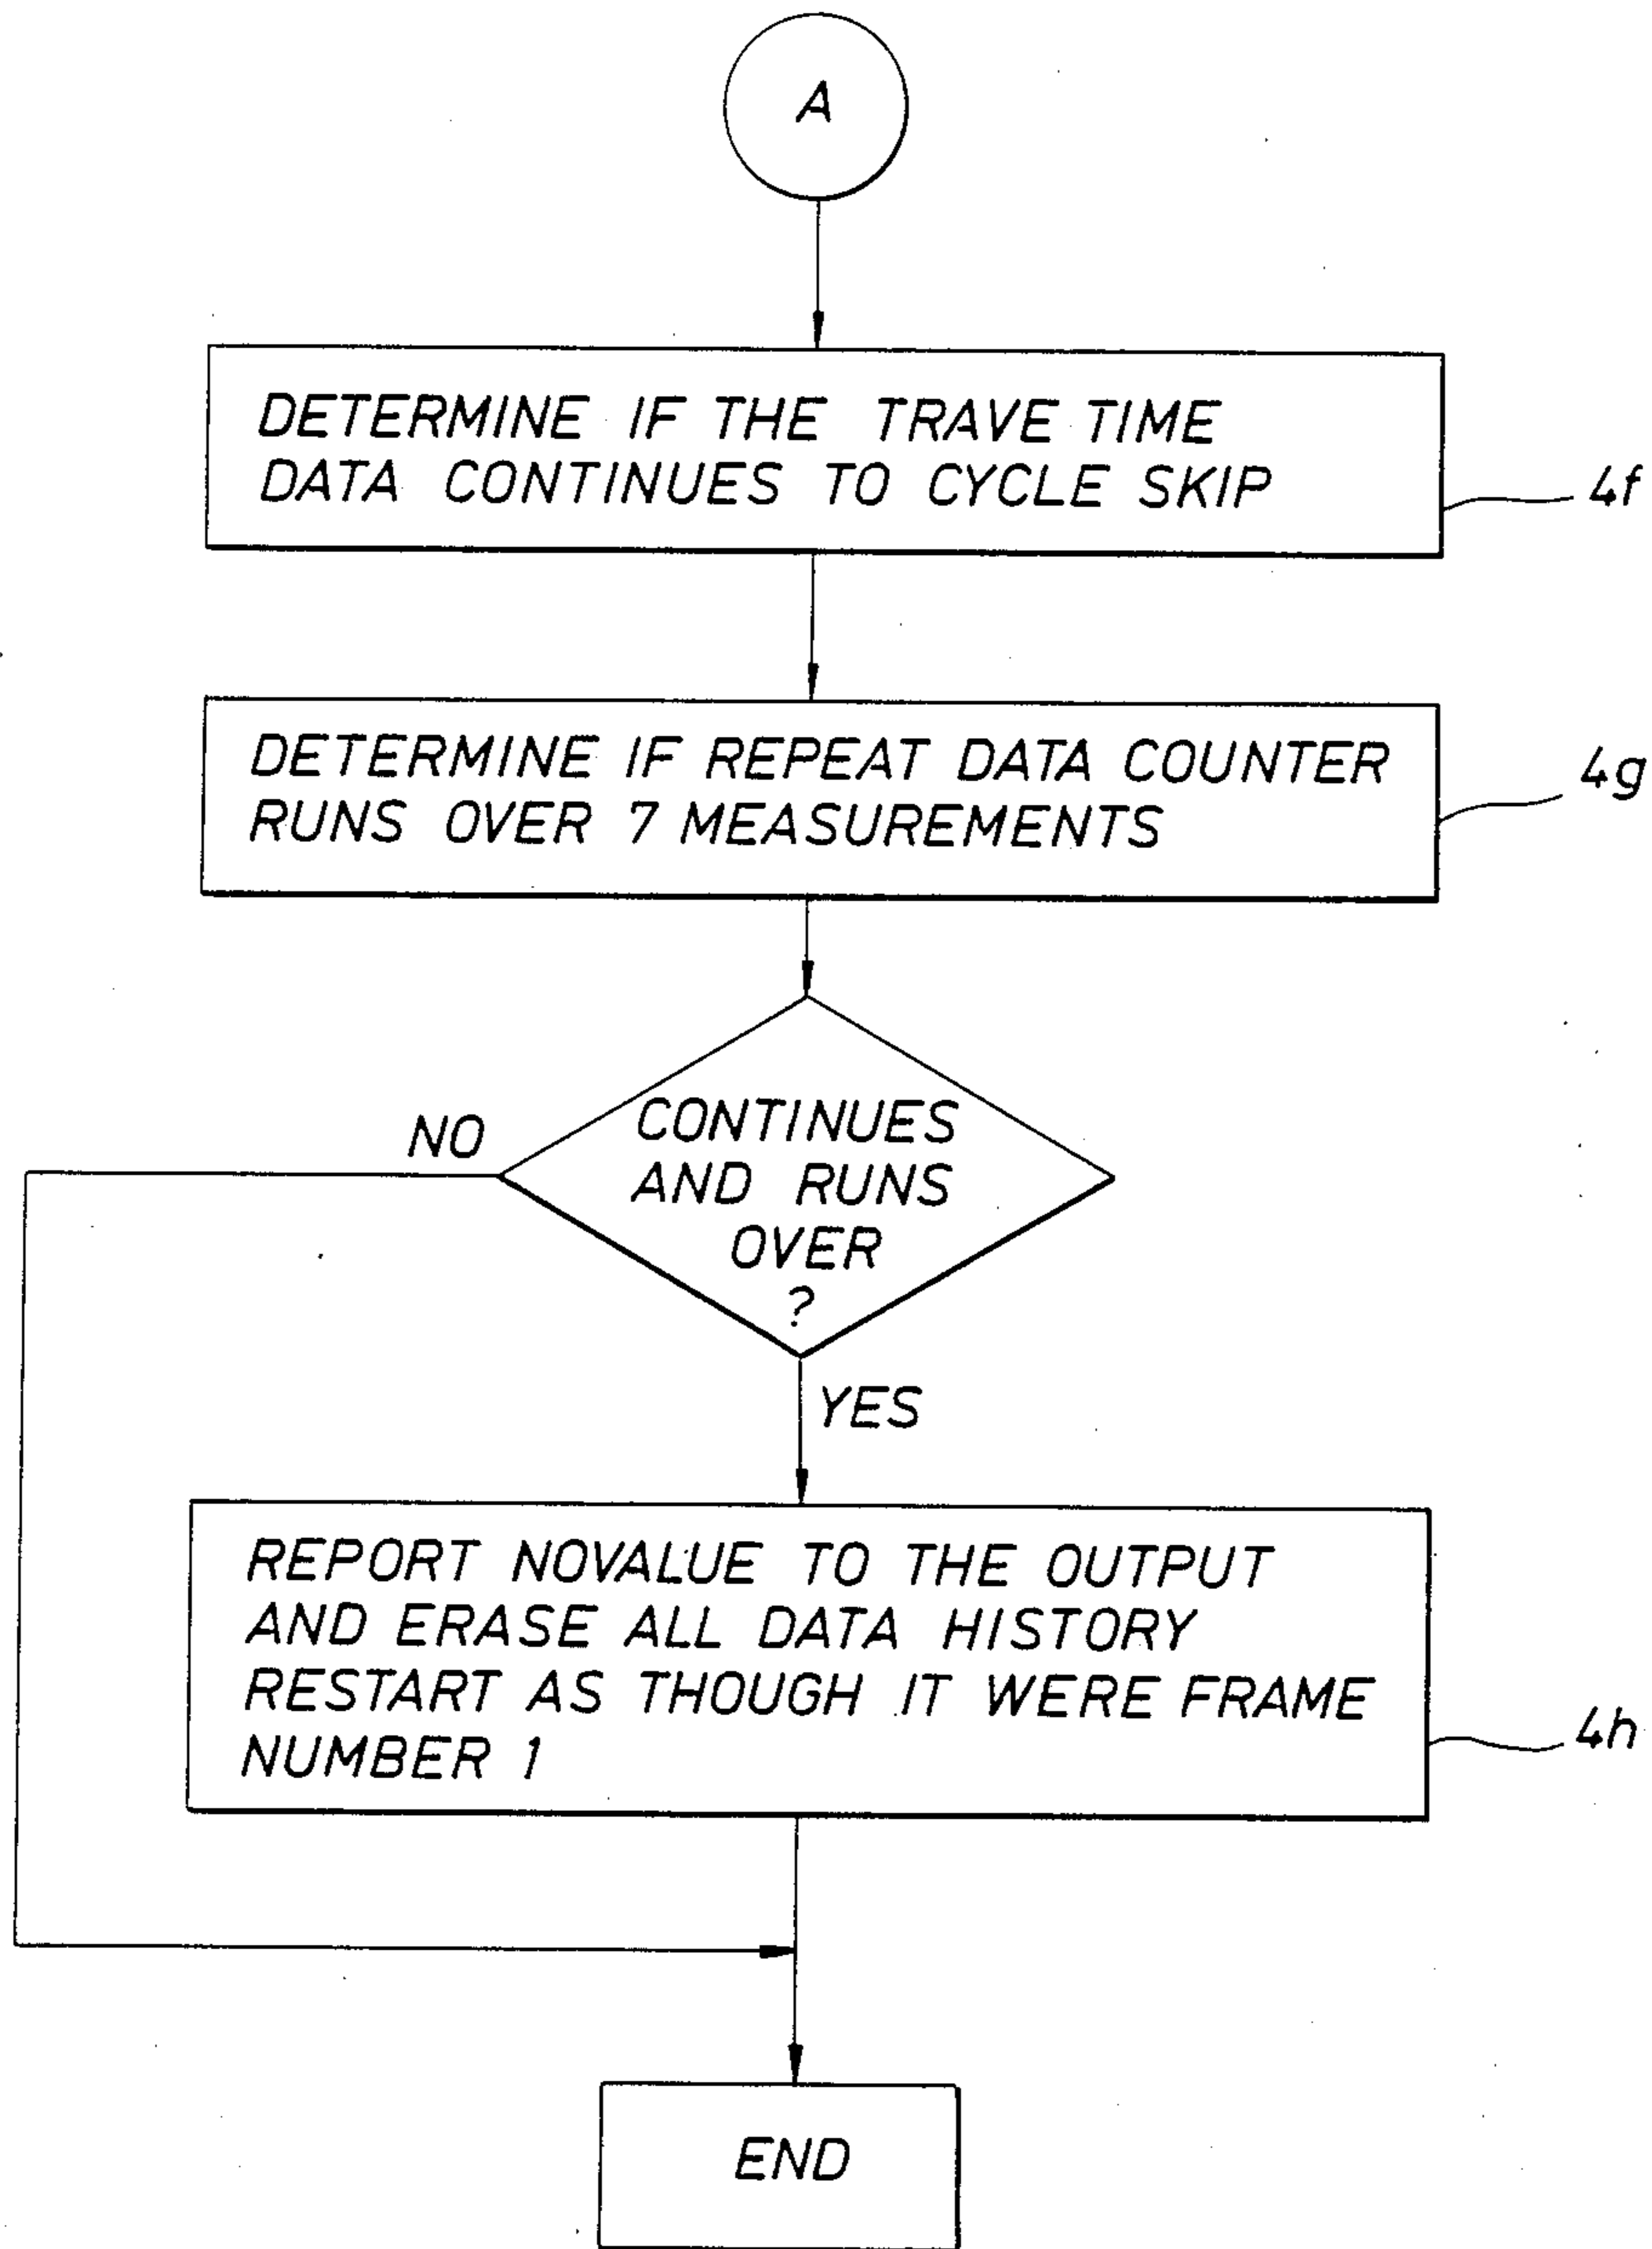 A
DETERMINE IF THE TRAVE TIME
DATA CONTINUES TO CYCLE SKIP
4f
DETERMINE IF REPEAT DATA COUNTER
RUNS OVER 7 MEASUREMENTS
4g
CONTINUES
AND RUNS
OVER
?
NO
YES
REPORT NOVALUE TO THE OUTPUT
AND ERASE ALL DATA HISTORY
RESTART AS THOUGH IT WERE FRAME
NUMBER 1
4h
END